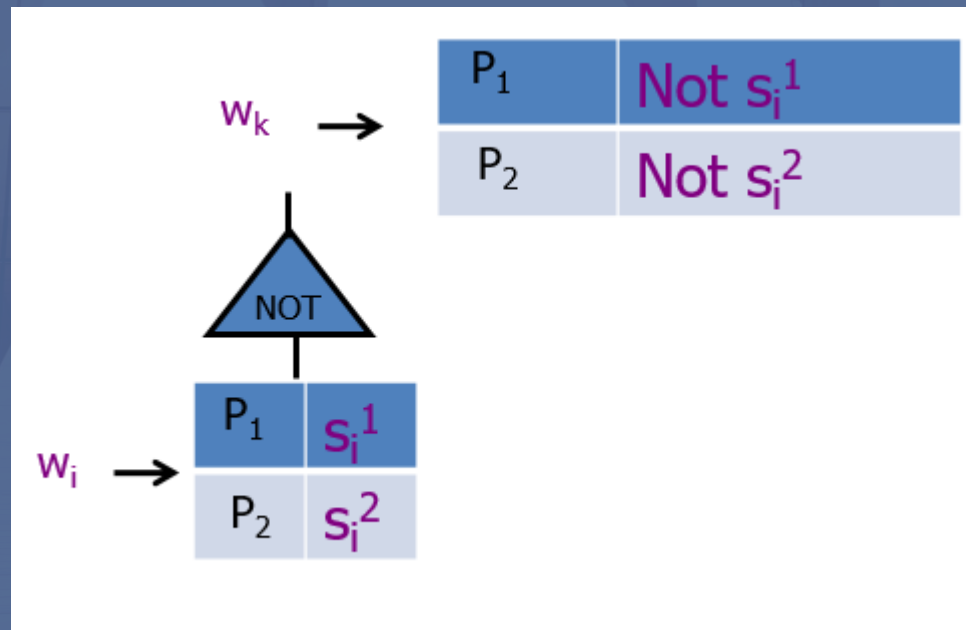 P₁ Not sᵢ¹
wₖ
P₂ Not sᵢ²
NOT
P₁ sᵢ¹
wᵢ
P₂ sᵢ²